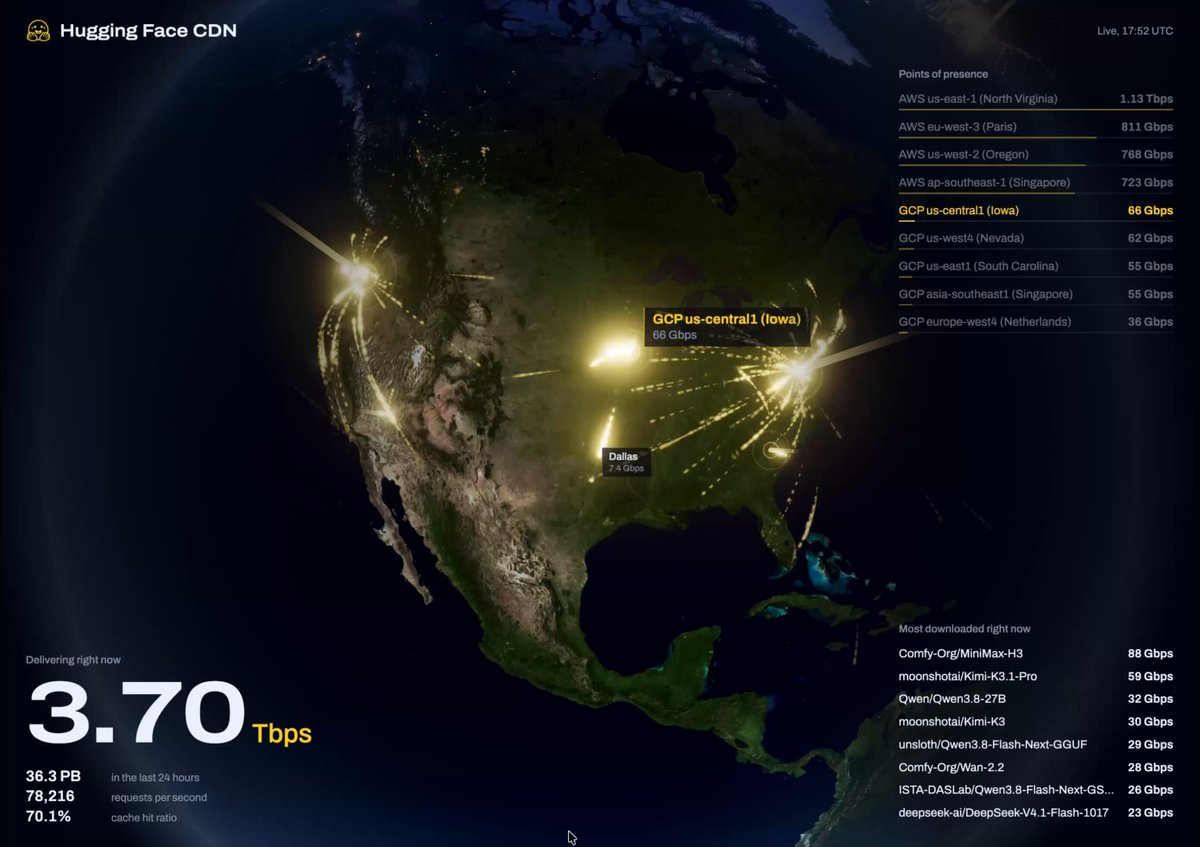 Hugging Face CDN
Live, 17:52 UTC
Points of presence
AWS us-east-1 (North Virginia) 1.13 Tbps
AWS eu-west-3 (Paris) 811 Gbps
AWS us-west-2 (Oregon) 768 Gbps
AWS ap-southeast-1 (Singapore) 723 Gbps
GCP us-central1 (Iowa) 66 Gbps
GCP us-west4 (Nevada) 62 Gbps
GCP us-east1 (South Carolina) 55 Gbps
GCP asia-southeast1 (Singapore) 55 Gbps
GCP europe-west4 (Netherlands) 36 Gbps
GCP us-central1 (Iowa)
66 Gbps
Dallas
7.4 Gbps
Delivering right now
3.70 Tbps
36.3 PB in the last 24 hours
78,216 requests per second
70.1% cache hit ratio
Most downloaded right now
Comfy-Org/MiniMax-H3 88 Gbps
moonshotai/Kimi-K3.1-Pro 59 Gbps
Qwen/Qwen3.8-27B 32 Gbps
moonshotai/Kimi-K3 30 Gbps
unsloth/Qwen3.8-Flash-Next-GGUF 29 Gbps
Comfy-Org/Wan-2.2 28 Gbps
ISTA-DASLab/Qwen3.8-Flash-Next-GS... 26 Gbps
deepseek-ai/DeepSeek-V4.1-Flash-1017 23 Gbps